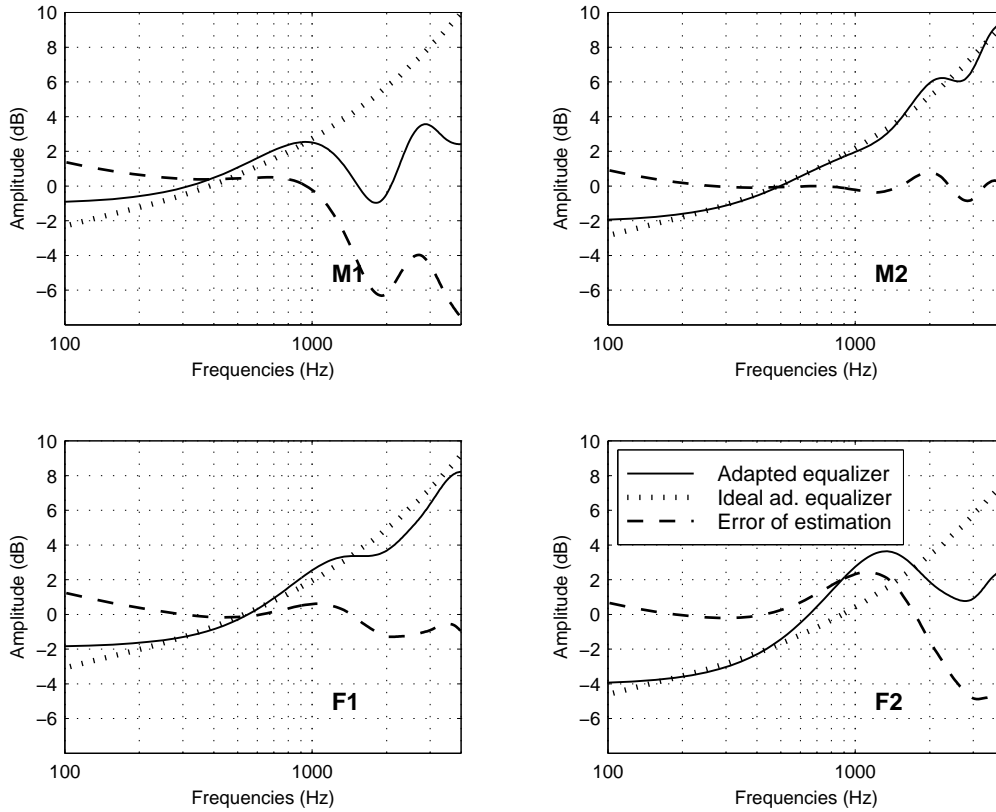 10
8
6
4
2
0
−2
−4
−6
Amplitude (dB)
M1
100
1000
Frequencies (Hz)
10
8
6
4
2
0
−2
−4
−6
Amplitude (dB)
M2
100
1000
Frequencies (Hz)
10
8
6
4
2
0
−2
−4
−6
Amplitude (dB)
F1
100
1000
Frequencies (Hz)
10
8
6
4
2
0
−2
−4
−6
Amplitude (dB)
Adapted equalizer
Ideal ad. equalizer
Error of estimation
F2
100
1000
Frequencies (Hz)